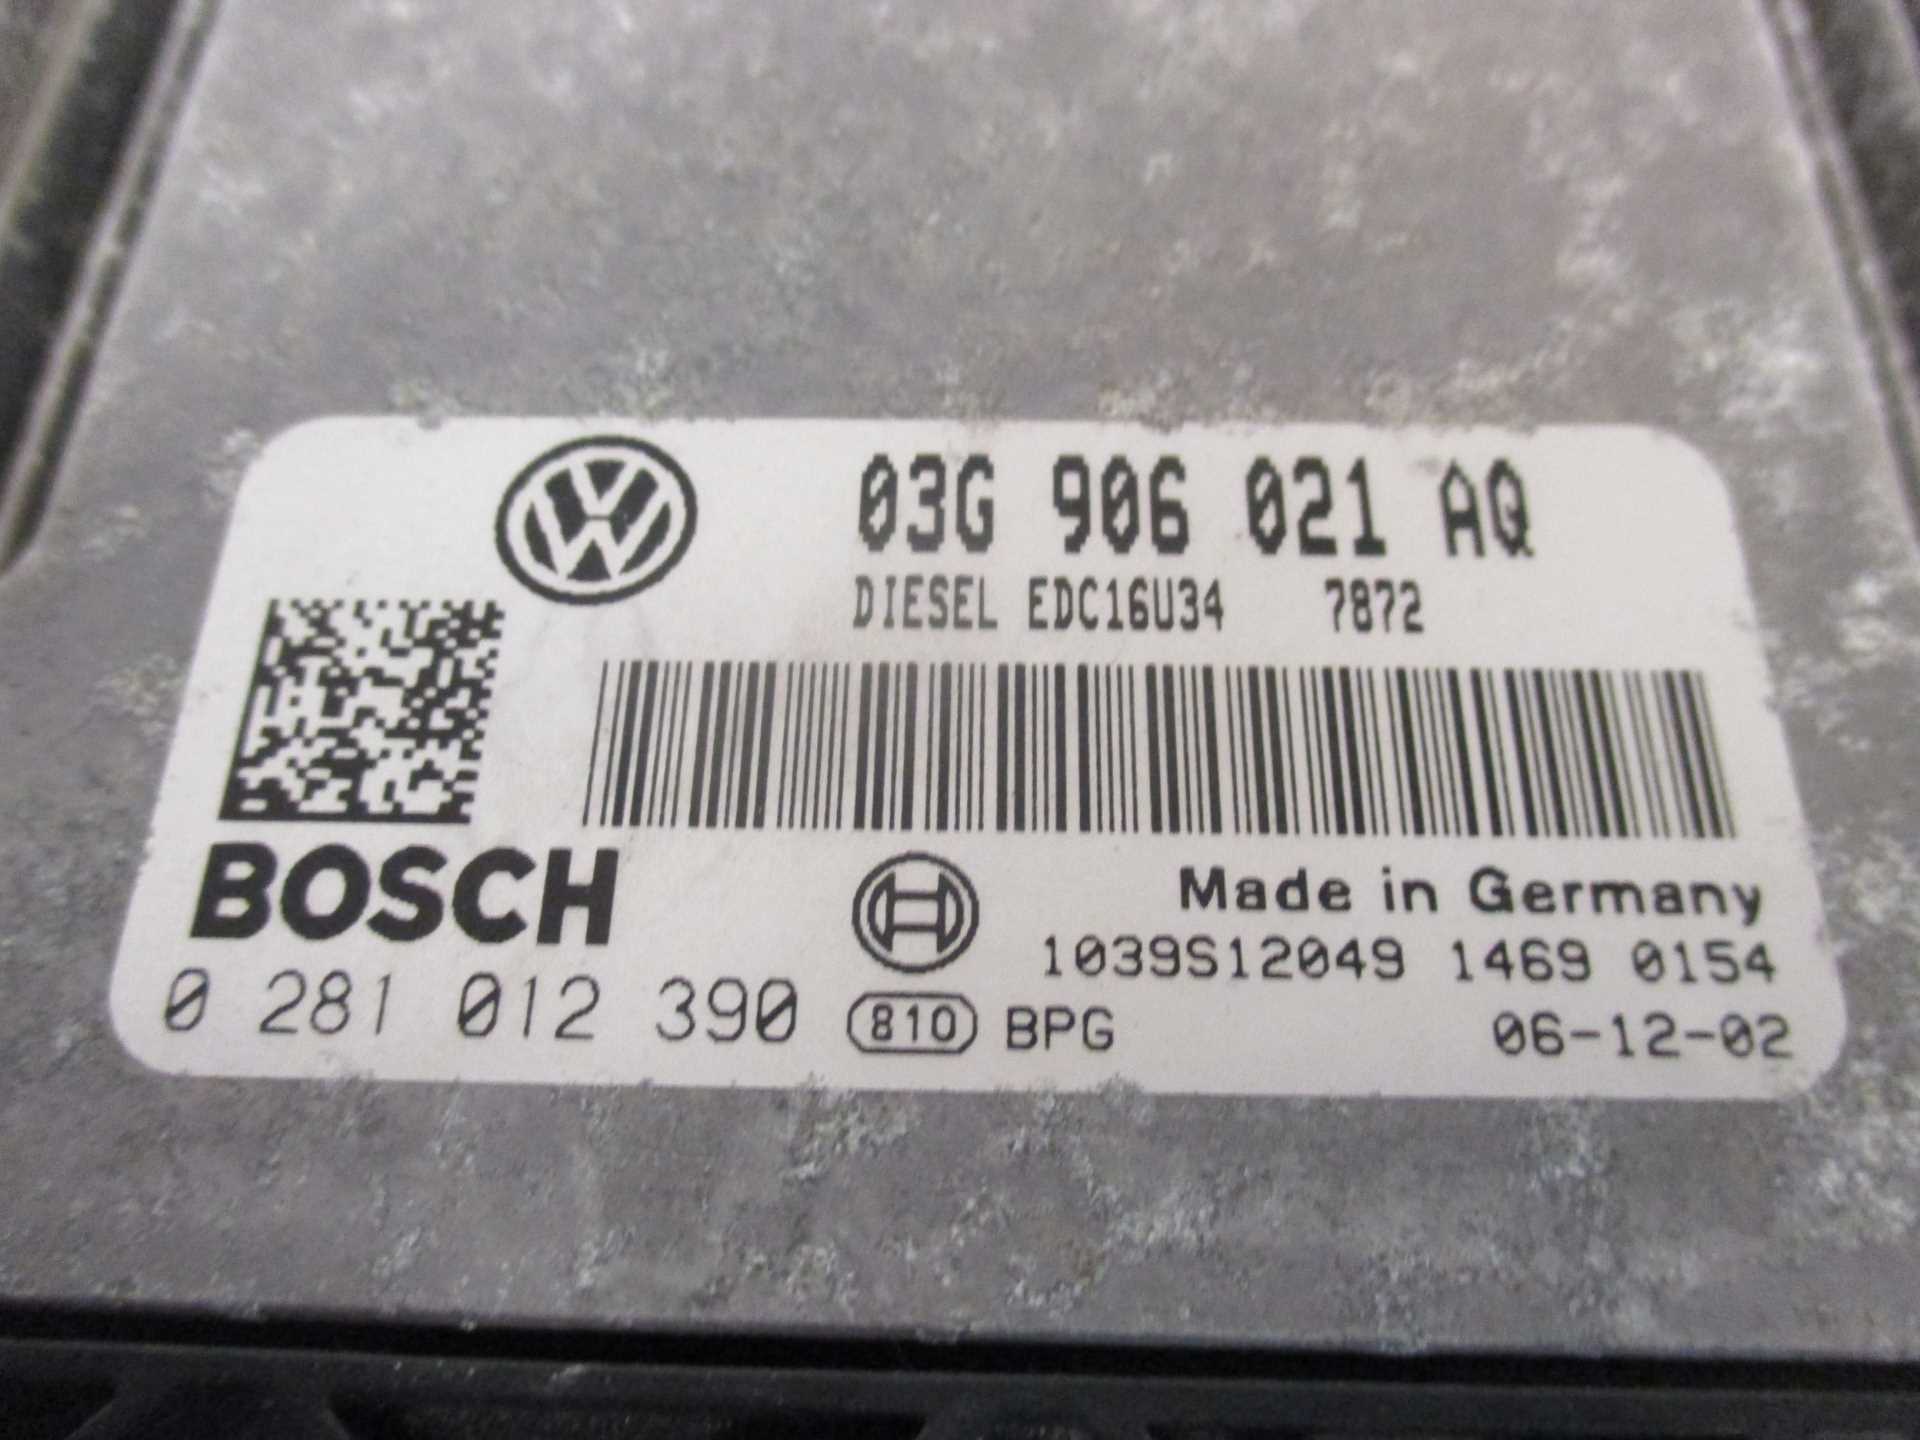 03G 906 021 AQ
DIESEL EDC16U34 7872
BOSCH
Made in Germany
1039S12049 1469 0154
0 281 012 390
810 BPG
06-12-02